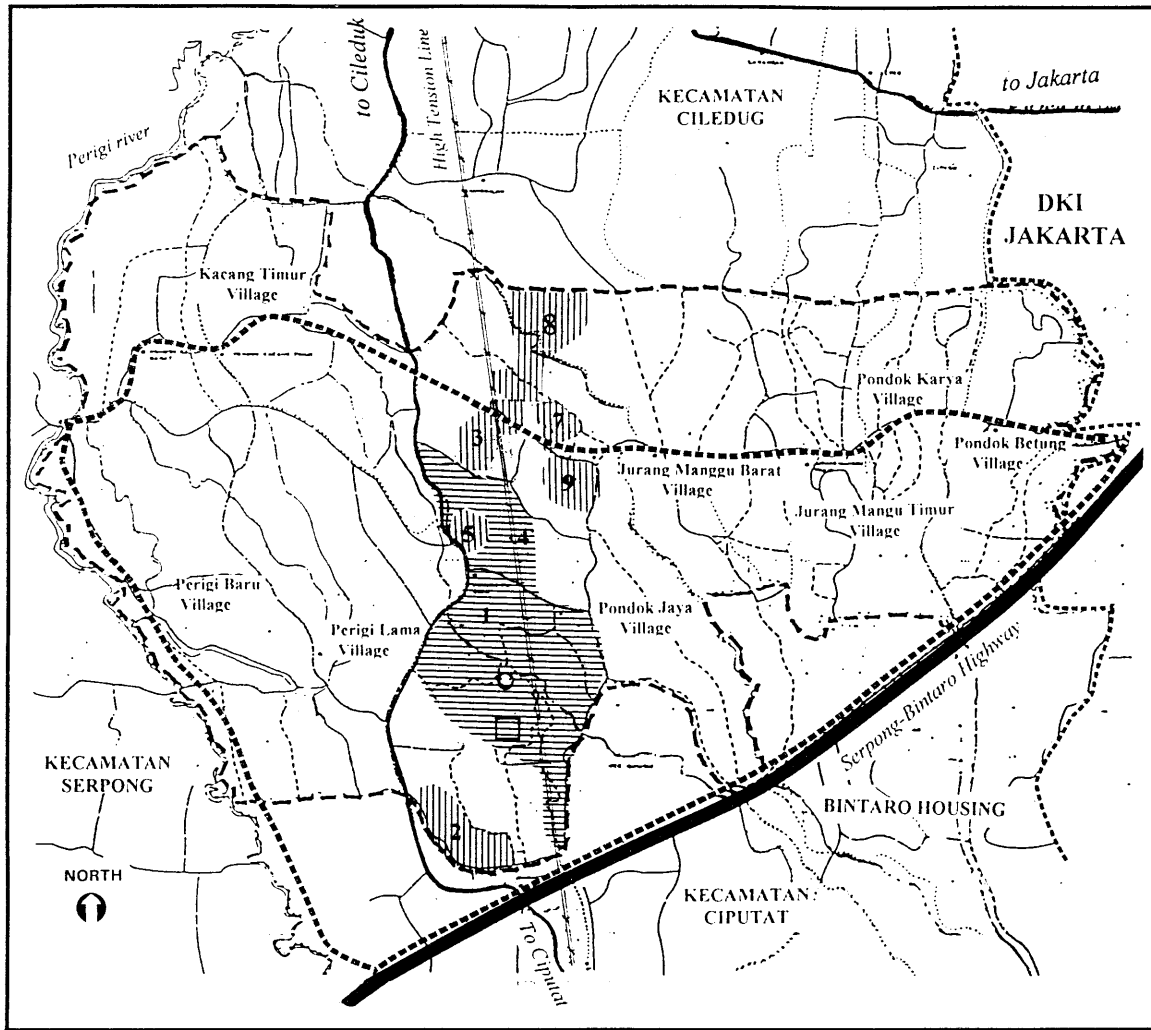 to Cileduk
High Tension Line
KECAMATAN
CILEDUG
to Jakarta
Perigi river
DKI
JAKARTA
Kacang Timur
Village
8
Pondok Karya
Village
3
7
Pondok Betung
Village
Jurang Manggu Barat
Village
9
Jurang Mangu Timur
Village
5
4
Perigi Baru
Village
Perigi Lama
Village
1
Pondok Jaya
Village
Serpong-Bintaro Highway
KECAMATAN
SERPONG
BINTARO HOUSING
2
NORTH
KECAMATAN
CIPUTAT
To Ciputat